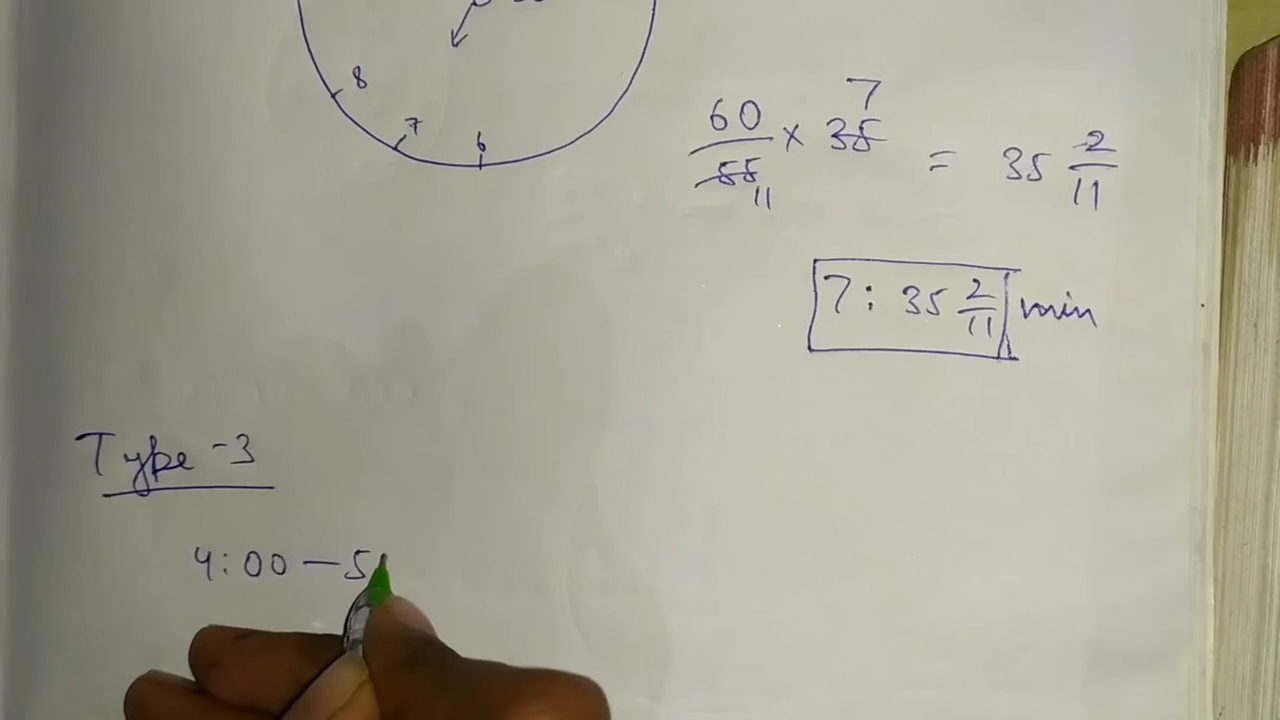 8
7
6
60/55 11 × 35 7 = 35 2/11
7 : 35 2/11 min
Type - 3
4 : 00 — 5